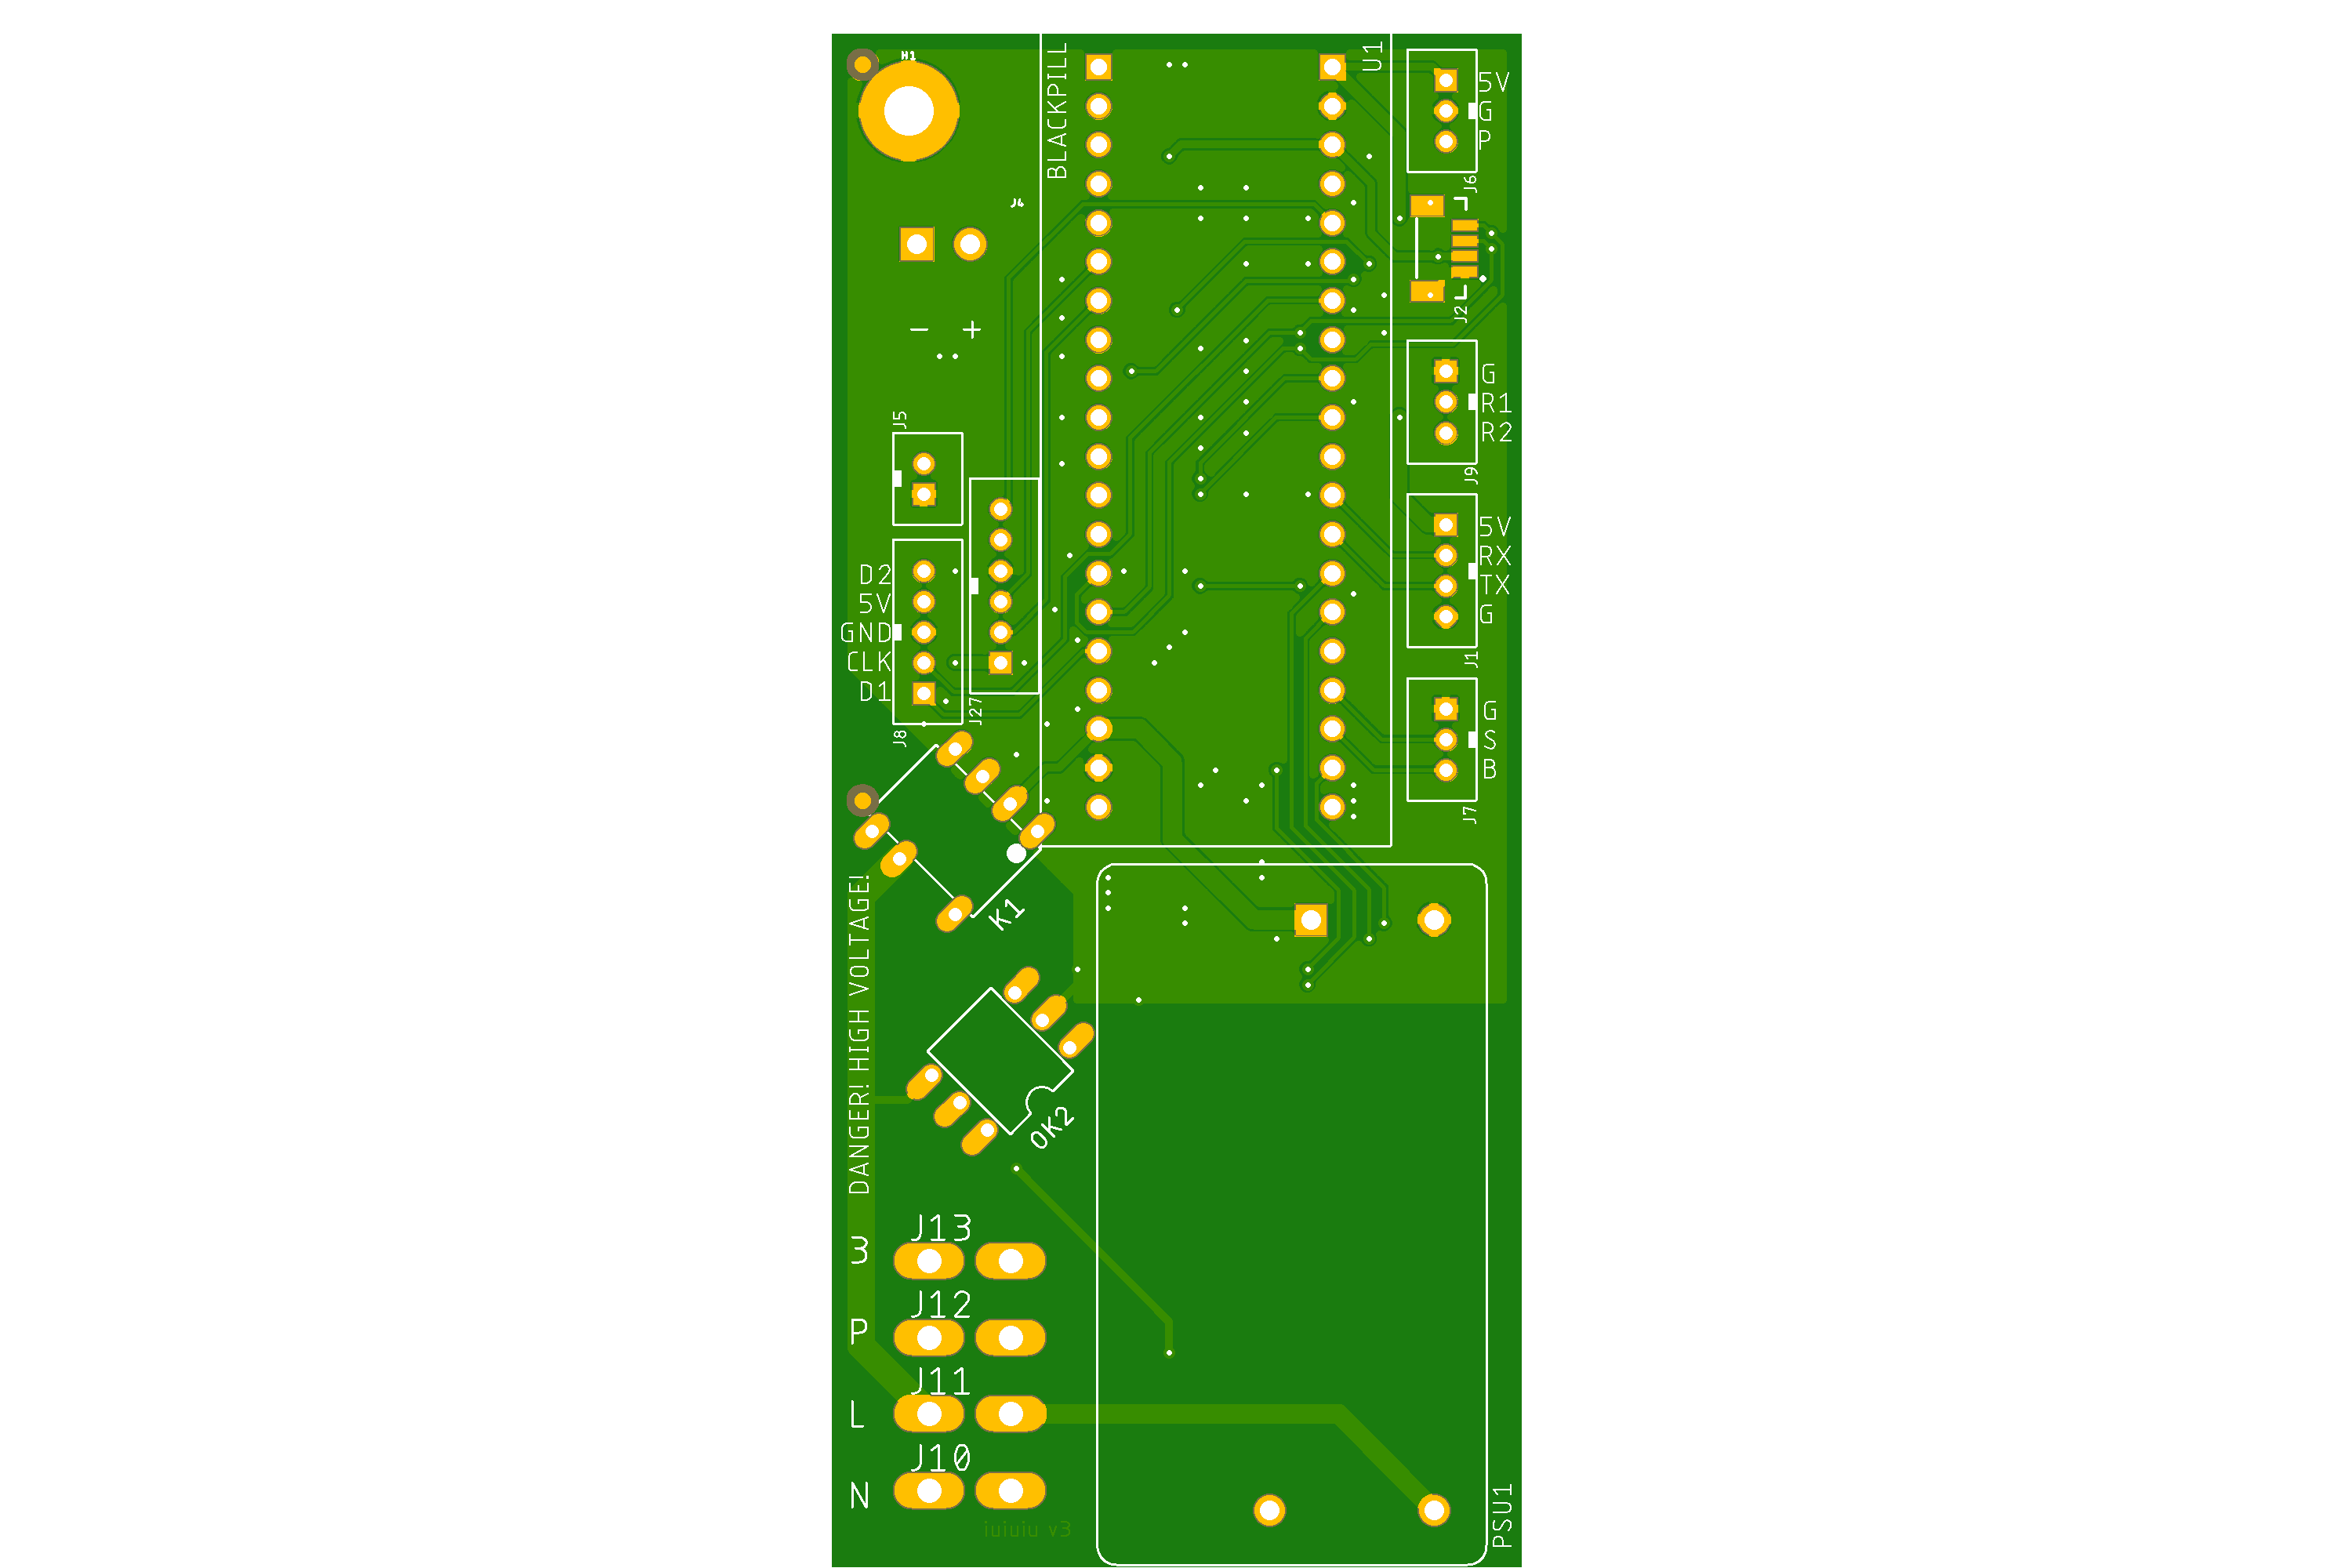 H1
BLACKPILL
U1
5V
G
P
J6
J4
- +
J2
G
R1
R2
J9
J5
5V
RX
TX
G
J1
D2
5V
GND
CLK
D1
J27
J8
G
S
B
J7
K1
DANGER! HIGH VOLTAGE!
OK2
J13
3
J12
P
J11
L
J10
N
PSU1
iuiuiu v3